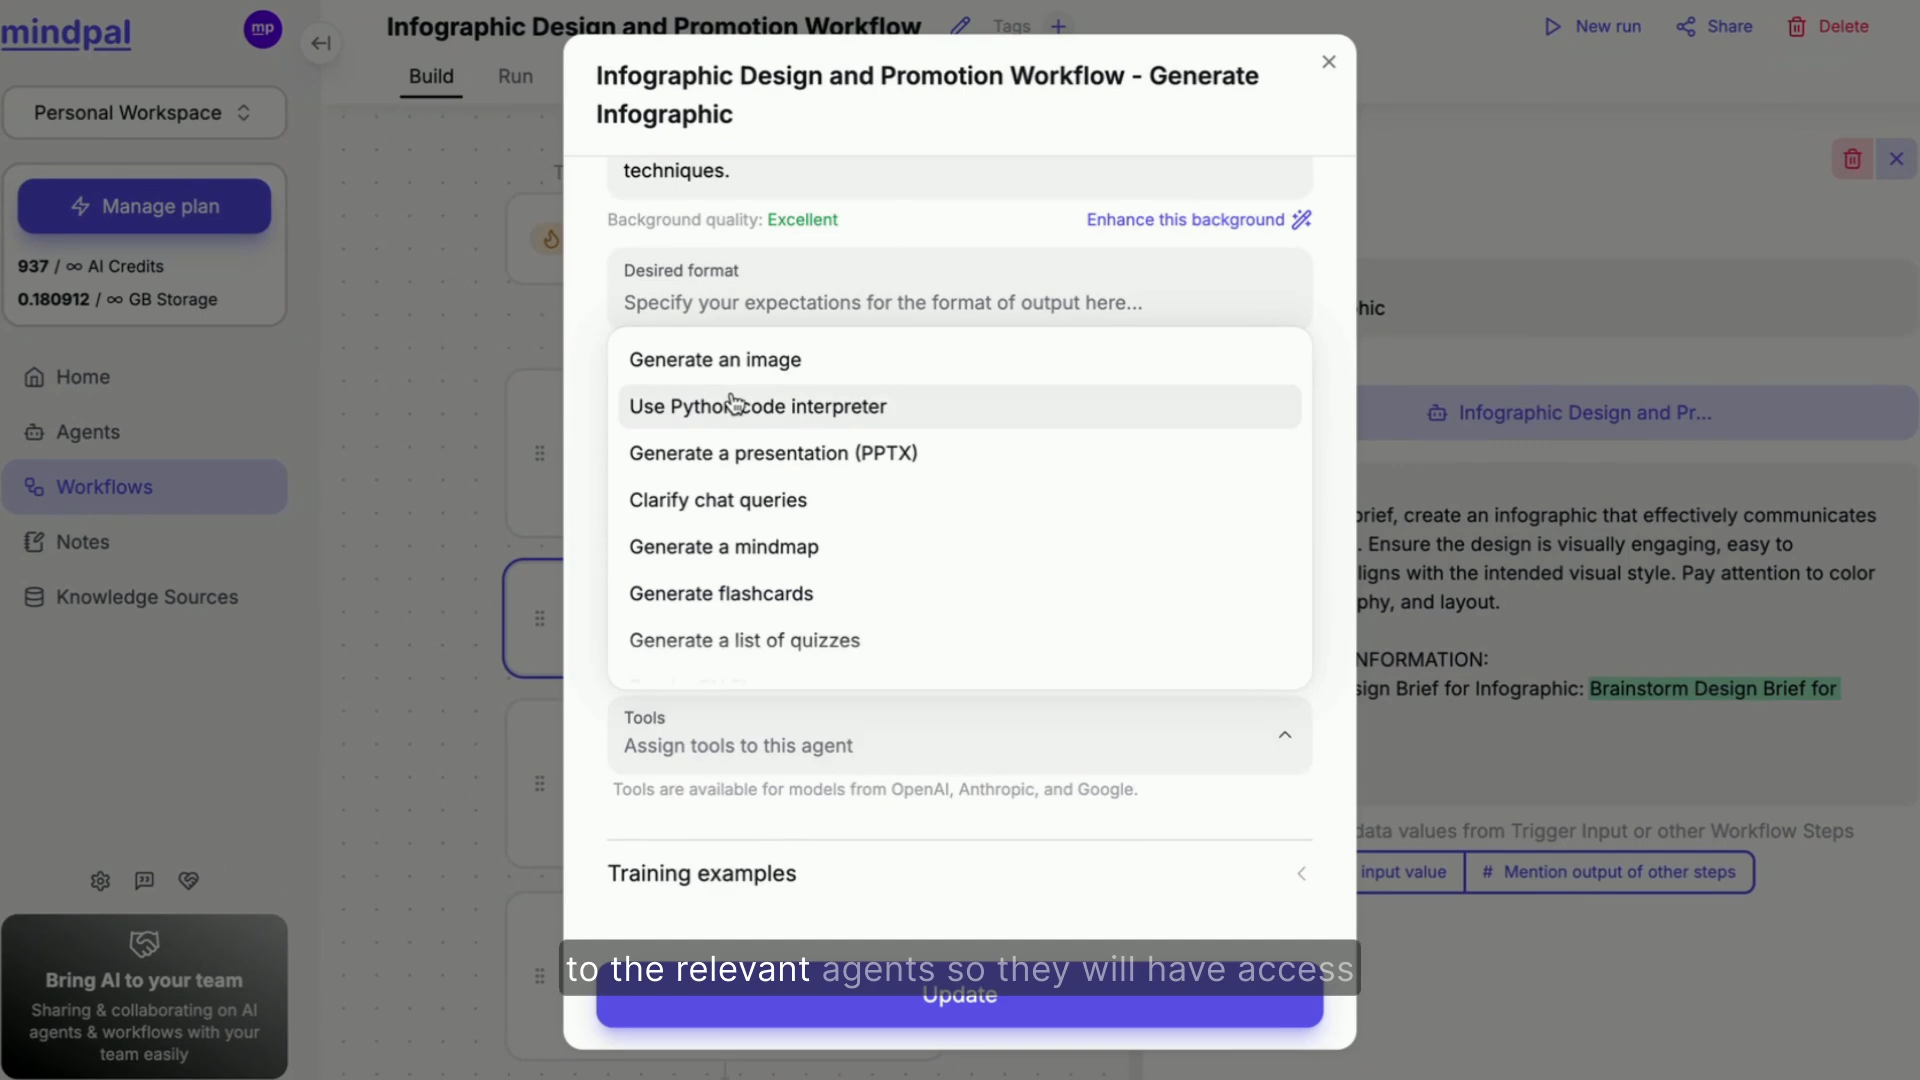 mindpal
mp
Infographic Design and Promotion Workflow
Tags
New run
Share
Delete
Build
Run
Personal Workspace
Manage plan
937 / ∞ AI Credits
0.180912 / ∞ GB Storage
Home
Agents
Workflows
Notes
Knowledge Sources
Bring AI to your team
Sharing & collaborating on AI
agents & workflows with your
team easily
T
Infographic Design and Promotion Workflow - Generate
Infographic
techniques.
Background quality: Excellent
Enhance this background
Desired format
Specify your expectations for the format of output here...
Generate an image
Use Python code interpreter
Generate a presentation (PPTX)
Clarify chat queries
Generate a mindmap
Generate flashcards
Generate a list of quizzes
Tools
Assign tools to this agent
Tools are available for models from OpenAI, Anthropic, and Google.
Training examples
to the relevant agents so they will have access
Update
hic
Infographic Design and Pr...
brief, create an infographic that effectively communicates
. Ensure the design is visually engaging, easy to
ligns with the intended visual style. Pay attention to color
phy, and layout.
NFORMATION:
sign Brief for Infographic: Brainstorm Design Brief for
data values from Trigger Input or other Workflow Steps
input value
# Mention output of other steps